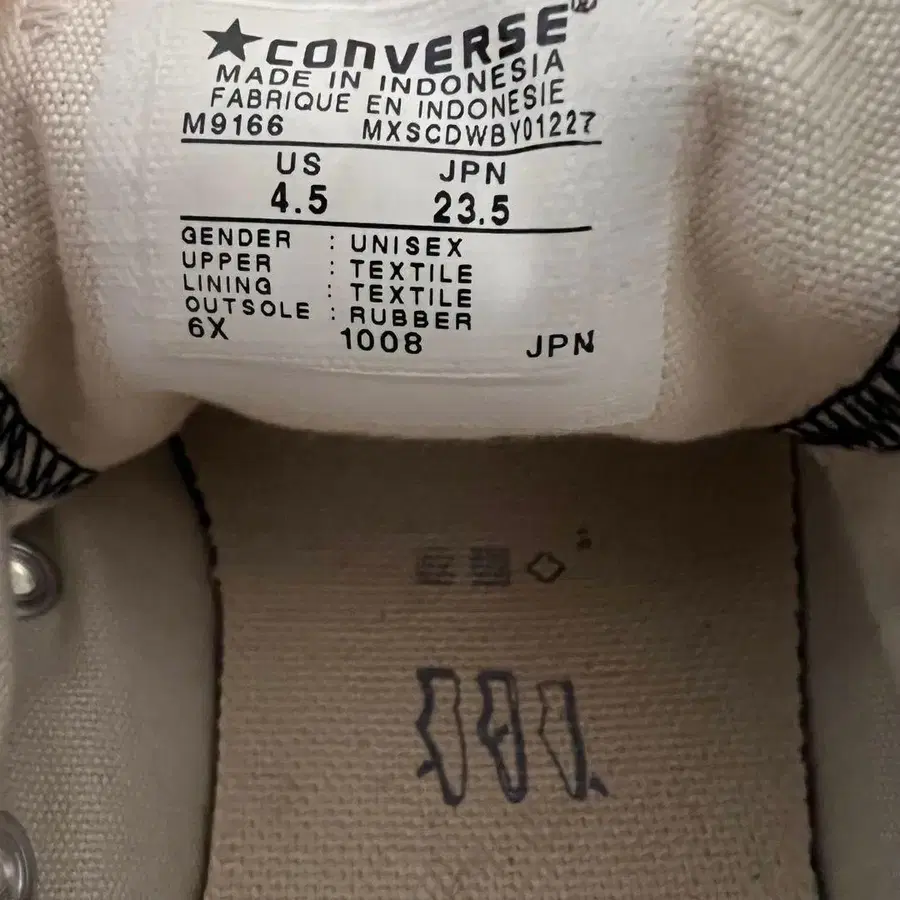 CONVERSE®
MADE IN INDONESIA
FABRIQUE EN INDONESIE
M9166 MXSCDWBY01227
US JPN
4.5 23.5
GENDER : UNISEX
UPPER : TEXTILE
LINING : TEXTILE
OUTSOLE : RUBBER
6X 1008 JPN